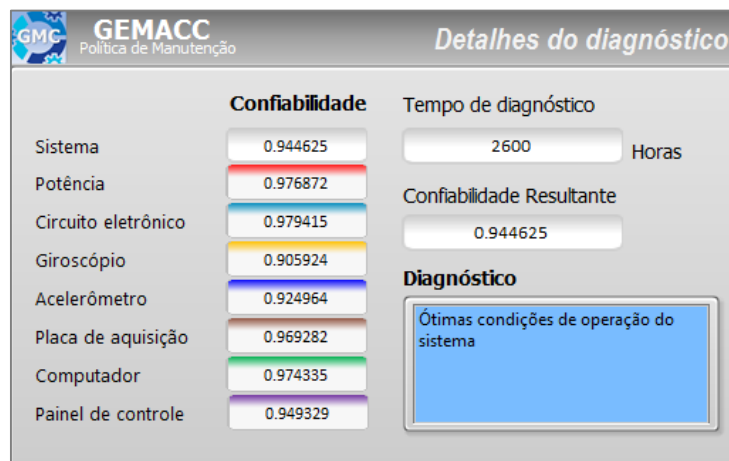 GMC
GEMACC
Política de Manutenção
Detalhes do diagnóstico
Confiabilidade
Sistema 0.944625
Potência 0.976872
Circuito eletrônico 0.979415
Giroscópio 0.905924
Acelerômetro 0.924964
Placa de aquisição 0.969282
Computador 0.974335
Painel de controle 0.949329
Tempo de diagnóstico
2600 Horas
Confiabilidade Resultante
0.944625
Diagnóstico
Ótimas condições de operação do
sistema